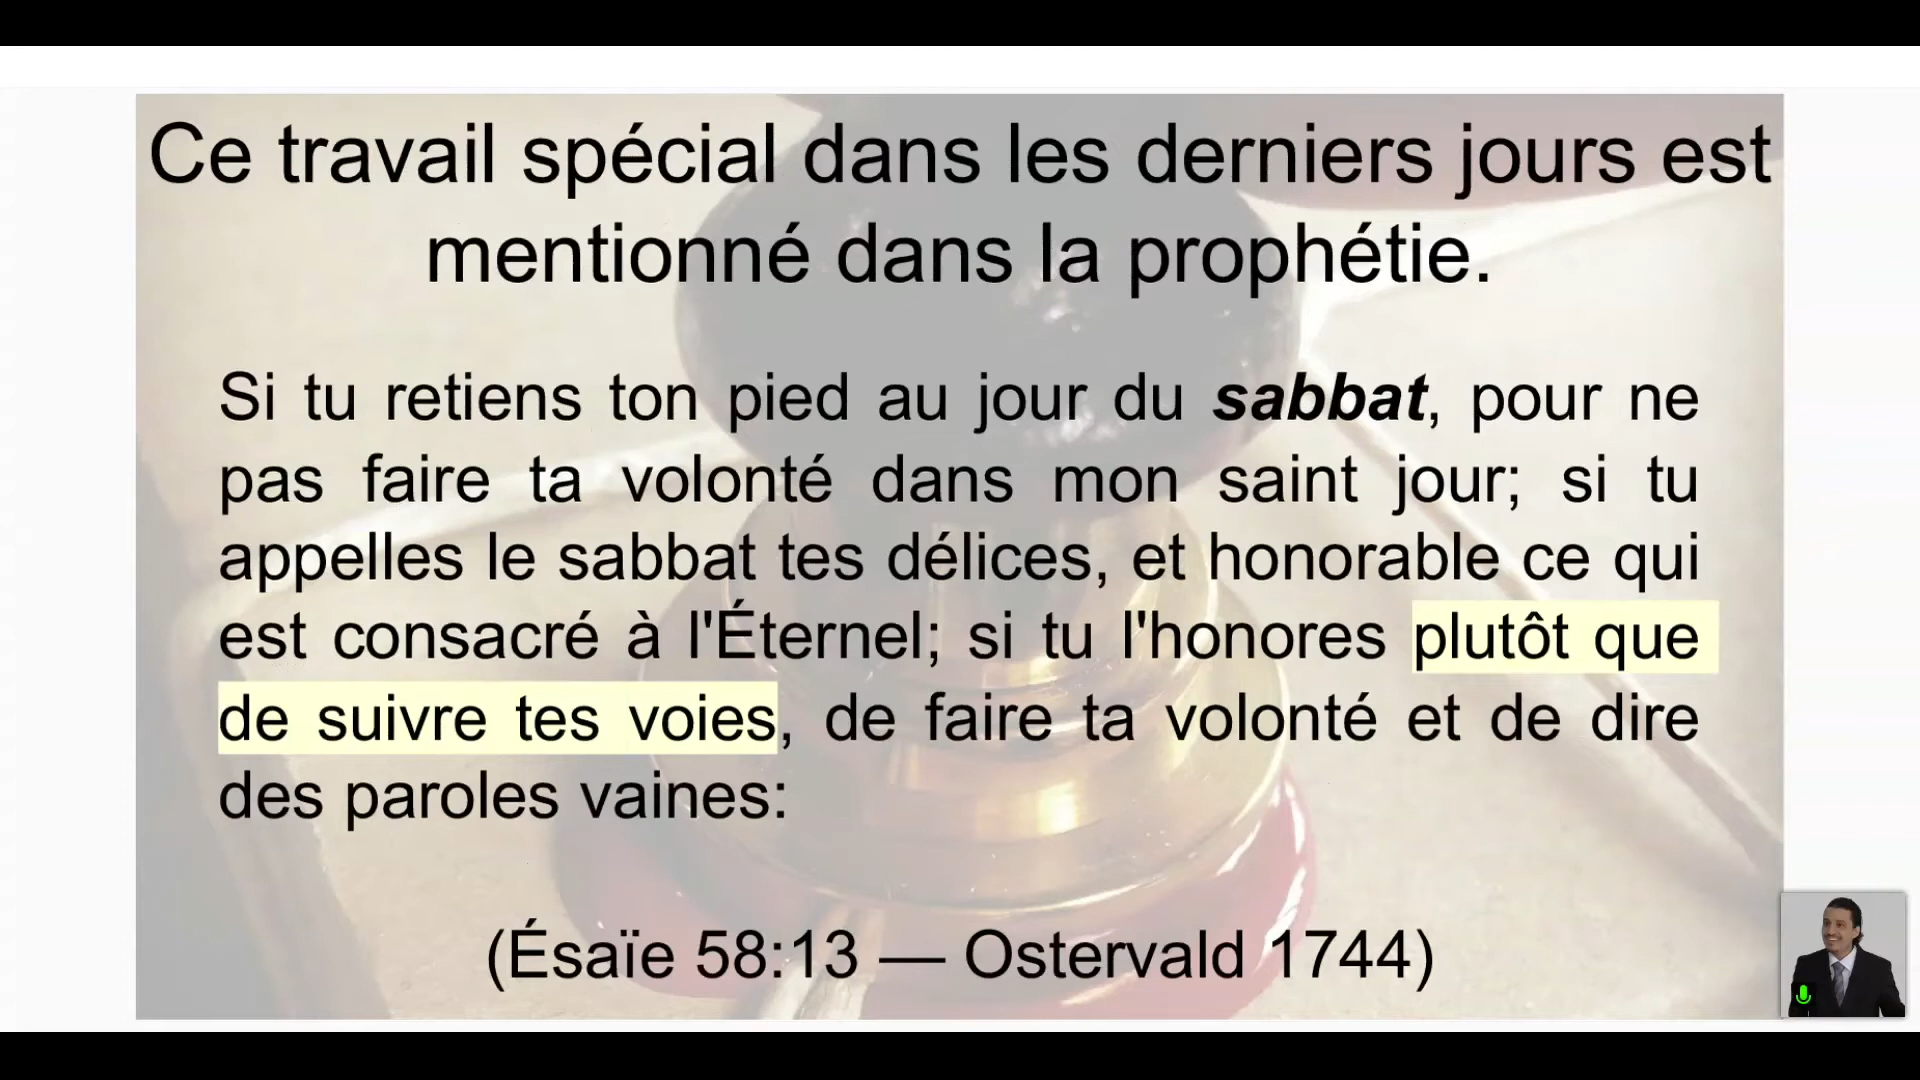 Ce travail spécial dans les derniers jours est
mentionné dans la prophétie.
Si tu retiens ton pied au jour du sabbat, pour ne
pas faire ta volonté dans mon saint jour; si tu
appelles le sabbat tes délices, et honorable ce qui
est consacré à l'Éternel; si tu l'honores plutôt que
de suivre tes voies, de faire ta volonté et de dire
des paroles vaines:
(Ésaïe 58:13 — Ostervald 1744)